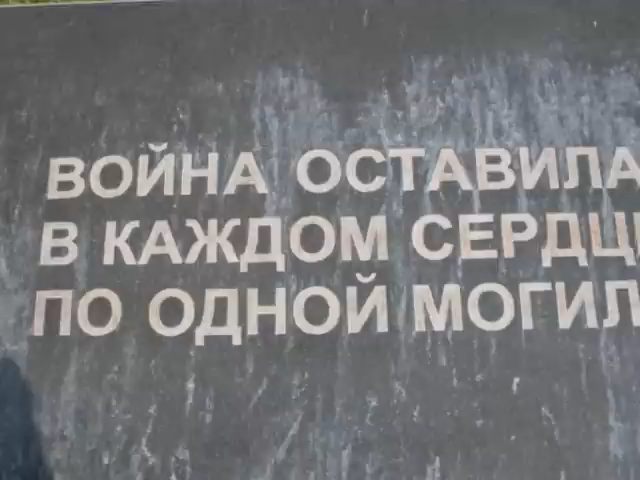 ВОЙНА ОСТАВИЛА
В КАЖДОМ СЕРДЦ
ПО ОДНОЙ МОГИЛ